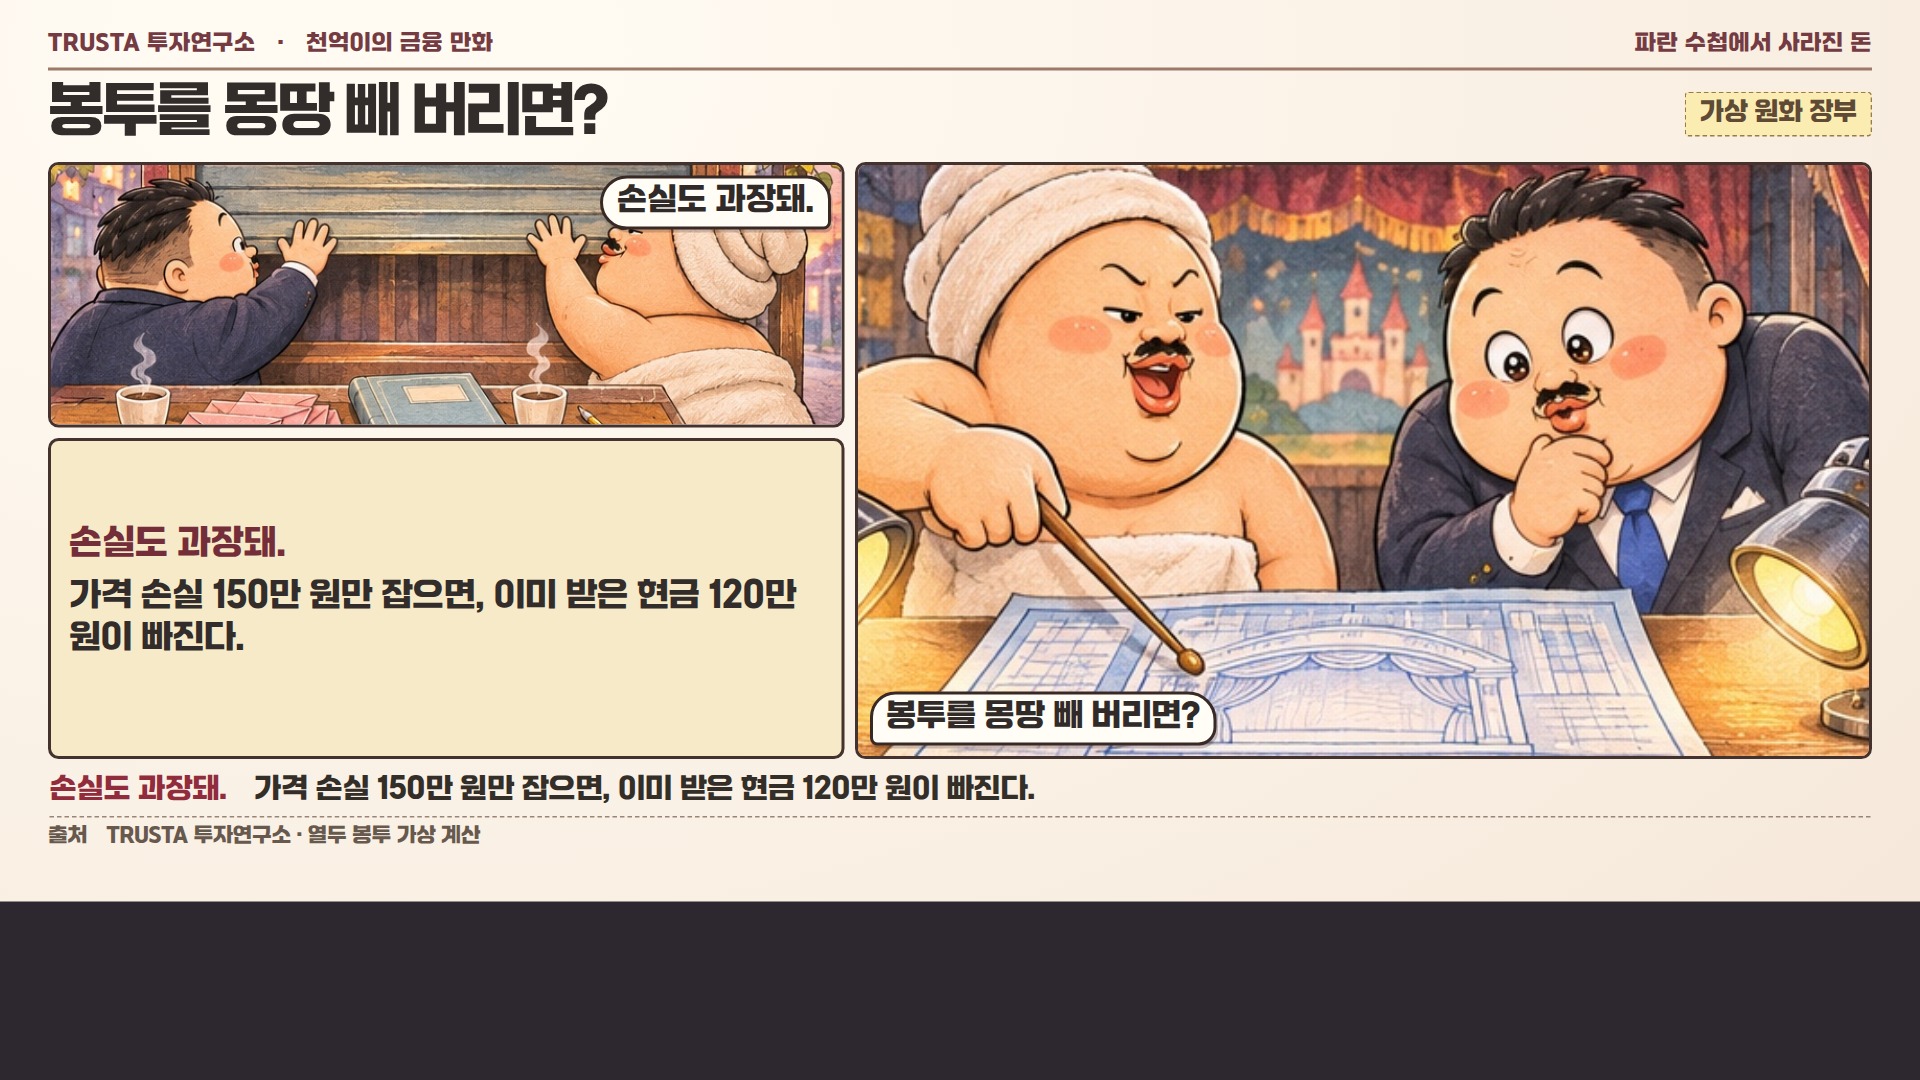 TRUSTA 투자연구소 · 천억이의 금융 만화
파란 수첩에서 사라진 돈
봉투를 몽땅 빼 버리면?
가상 원화 장부
손실도 과장돼.
손실도 과장돼.
가격 손실 150만 원만 잡으면, 이미 받은 현금 120만
원이 빠진다.
봉투를 몽땅 빼 버리면?
손실도 과장돼. 가격 손실 150만 원만 잡으면, 이미 받은 현금 120만 원이 빠진다.
출처 TRUSTA 투자연구소 · 열두 봉투 가상 계산